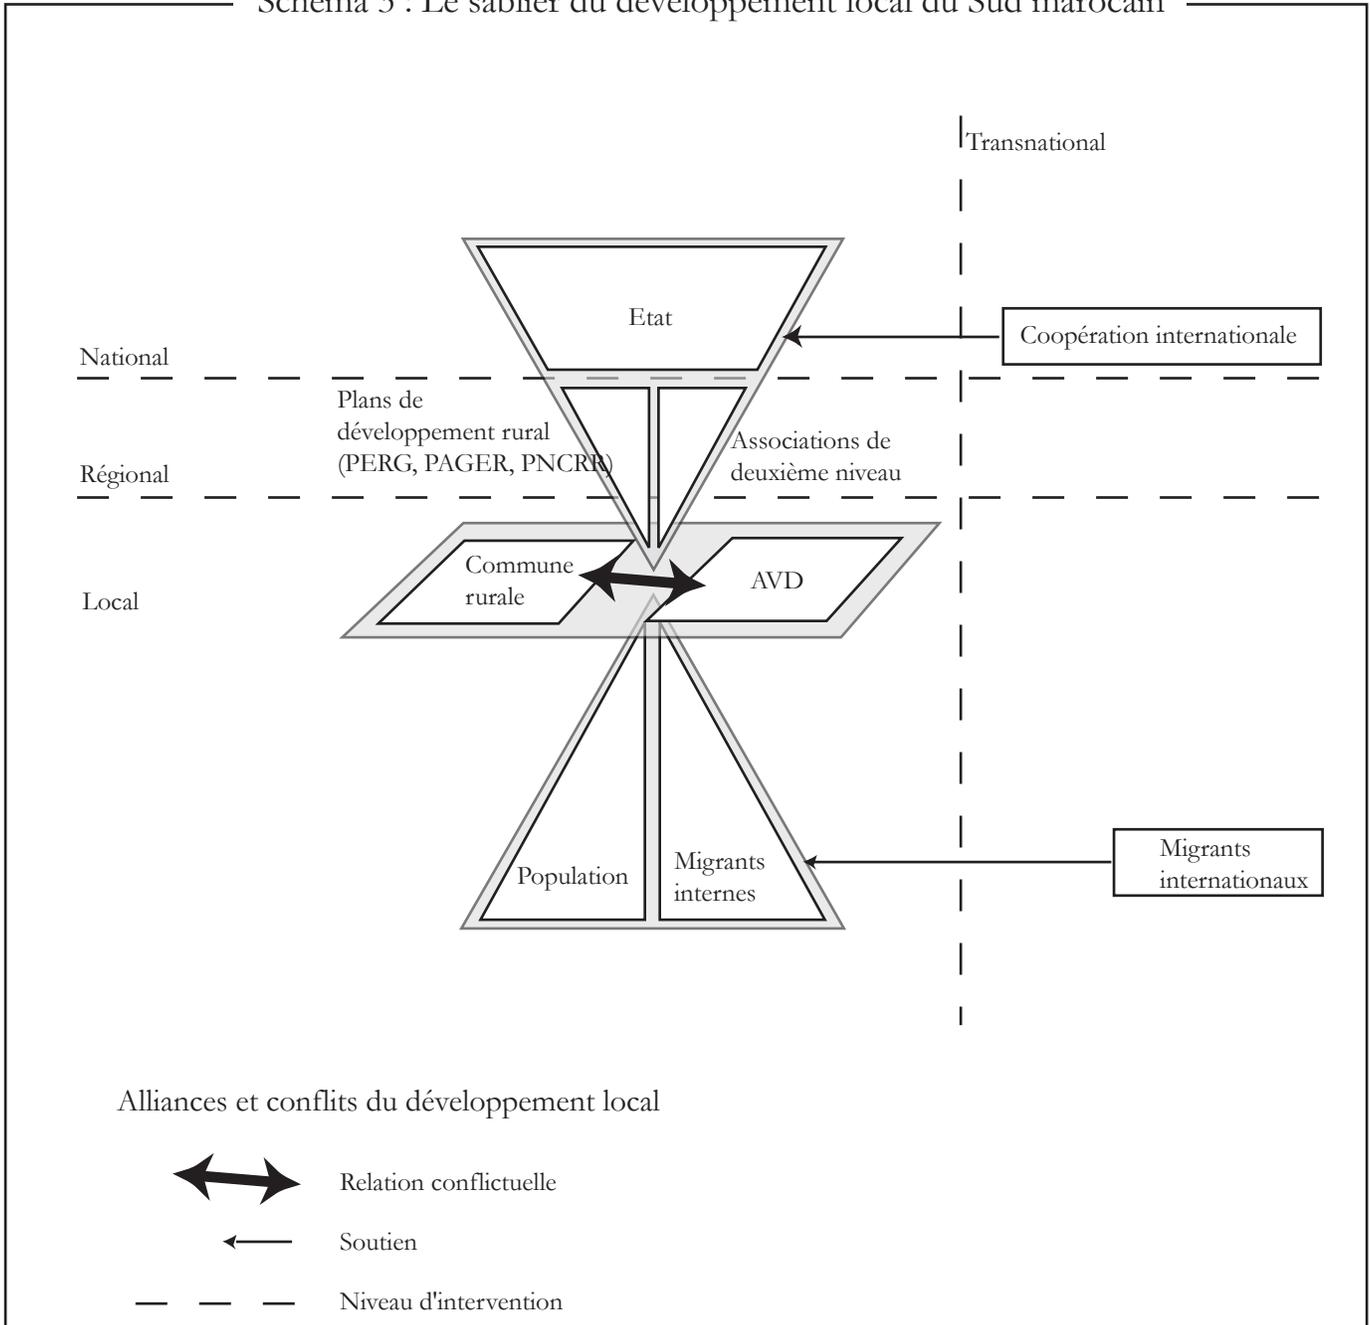 Schéma 5 : Le sablier du développement local du Sud marocain
Transnational
Etat
Coopération internationale
National
Plans de
développement rural
(PERG, PAGER, PNCRR)
Associations de
deuxième niveau
Régional
Commune
rurale
AVD
Local
Population
Migrants
internes
Migrants
internationaux
Alliances et conflits du développement local
Relation conflictuelle
Soutien
Niveau d'intervention